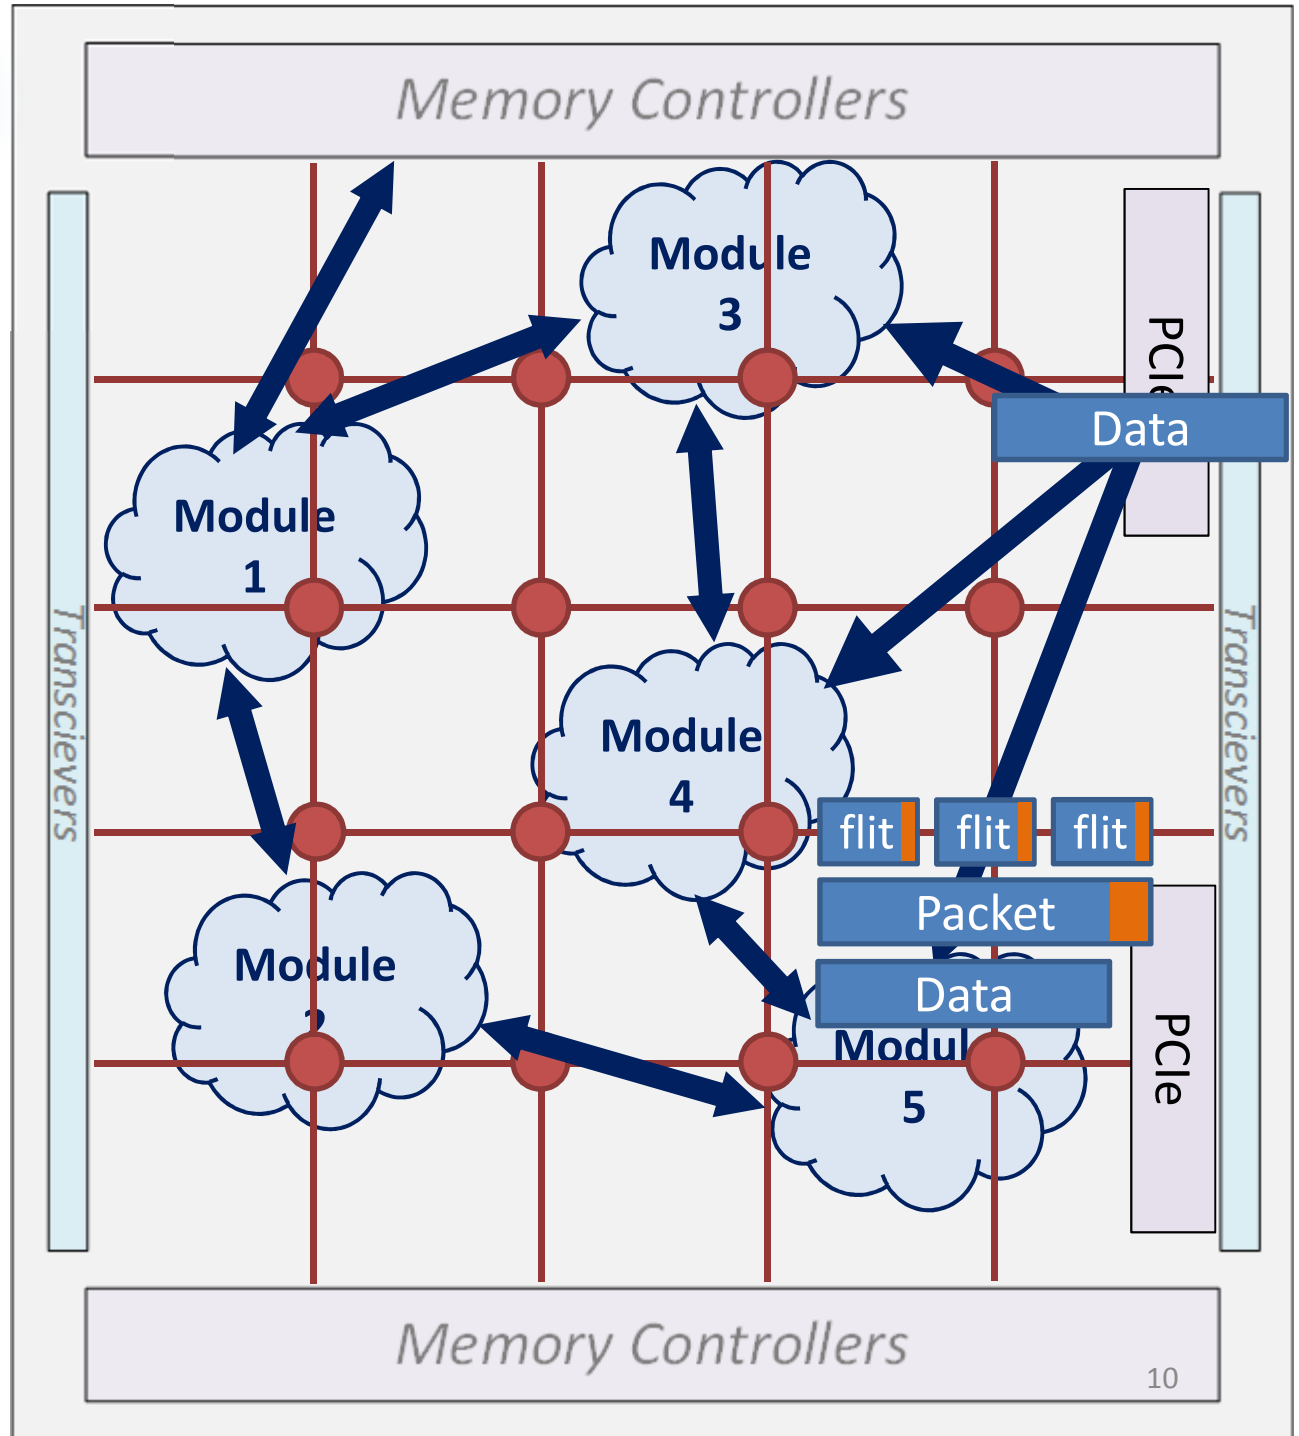 Memory Controllers
Module
3
PCIe
Data
Module
1
Transcievers
Transcievers
Module
4
flit flit flit
Packet
Data
Module
Modul
5
PCIe
Memory Controllers
10